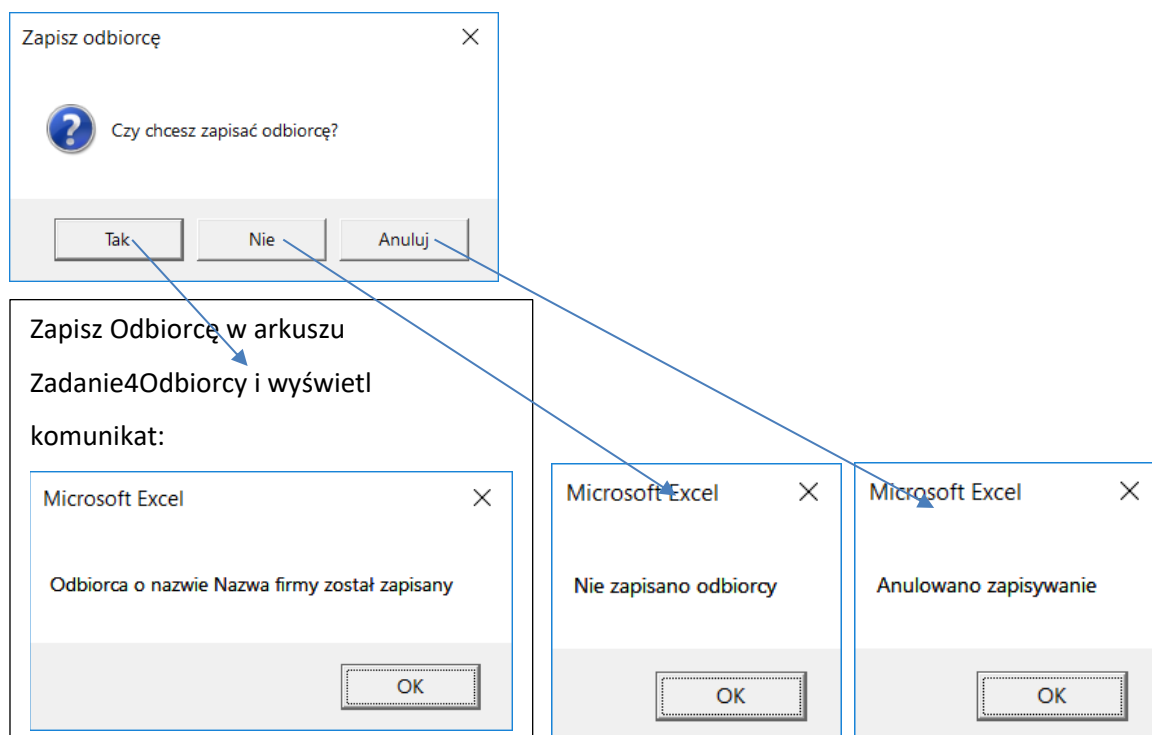 Zapisz odbiorcę
Czy chcesz zapisać odbiorcę?
Tak
Nie
Anuluj
Zapisz Odbiorcę w arkuszu
Zadanie4Odbiorcy i wyświetl
komunikat:
Microsoft Excel
Odbiorca o nazwie Nazwa firmy został zapisany
OK
Microsoft Excel
Nie zapisano odbiorcy
OK
Microsoft Excel
Anulowano zapisywanie
OK